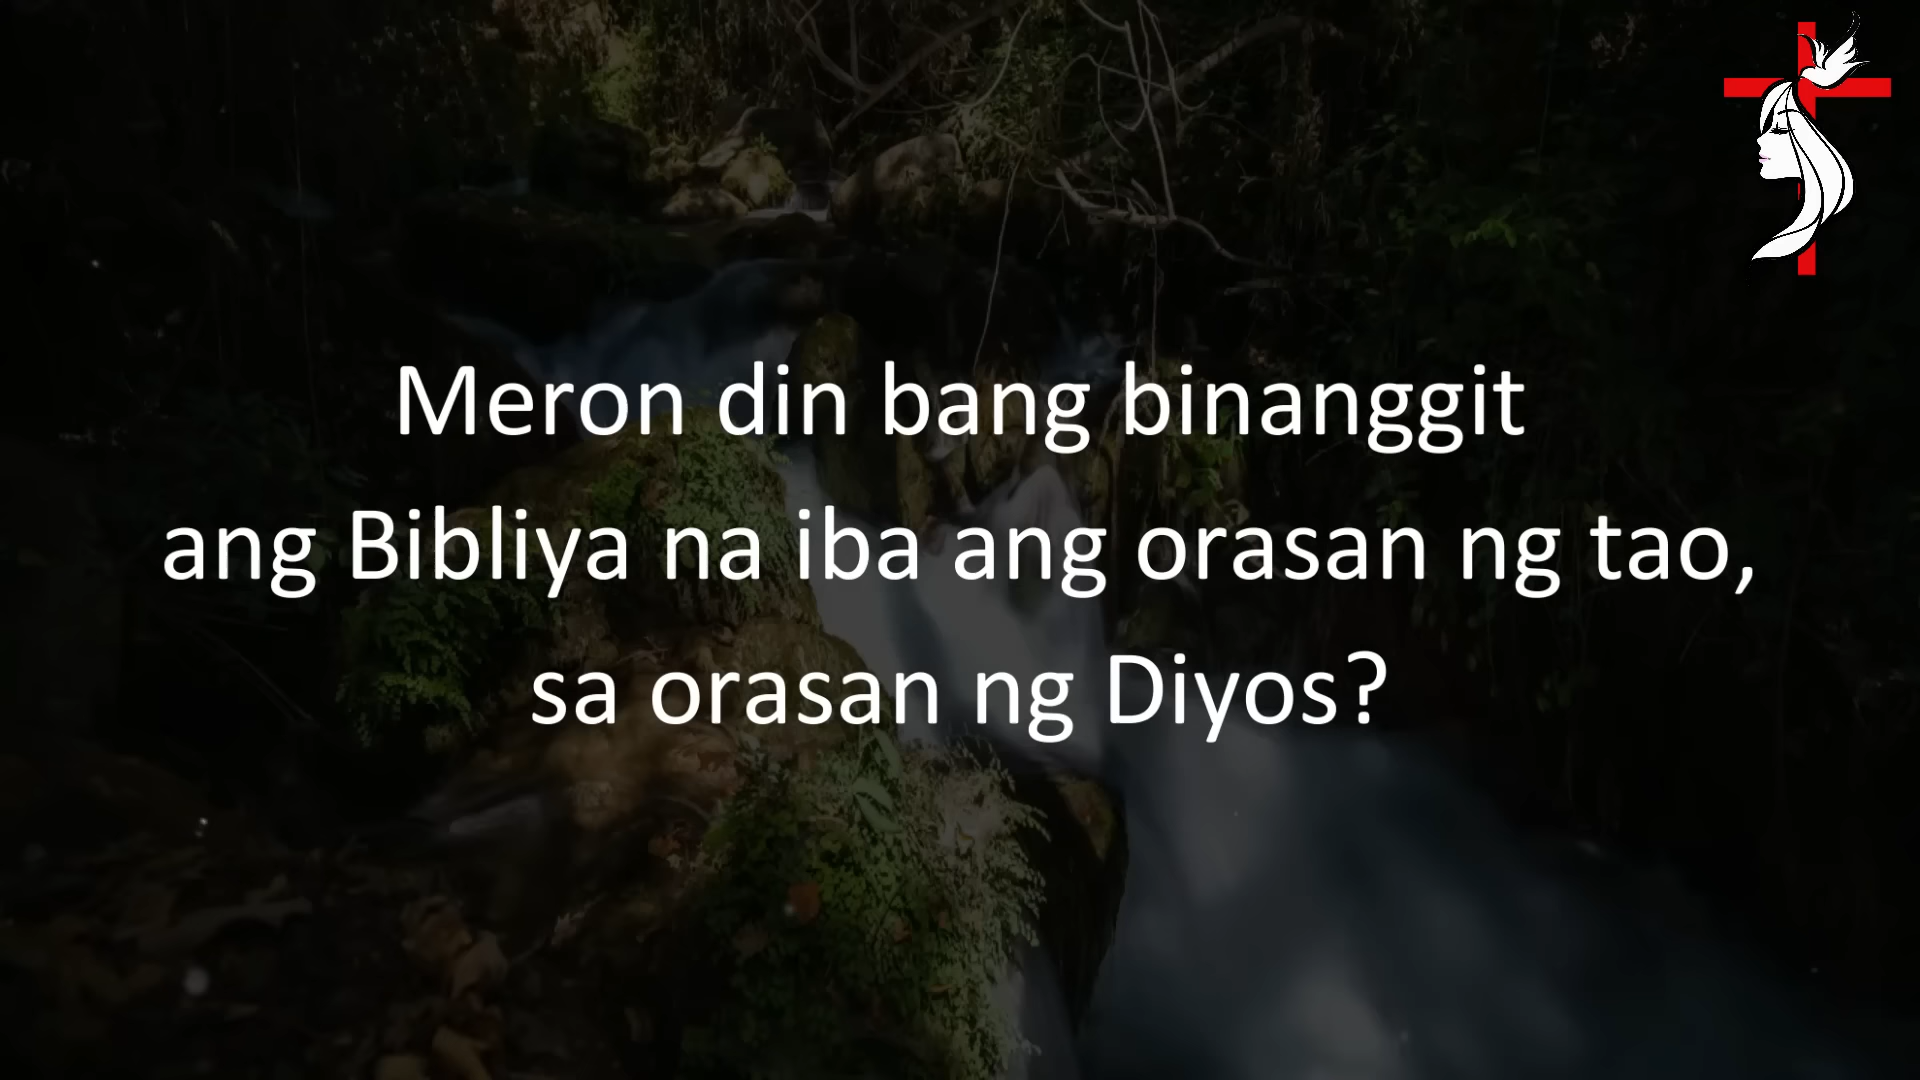 Meron din bang binanggit
ang Bibliya na iba ang orasan ng tao,
sa orasan ng Diyos?